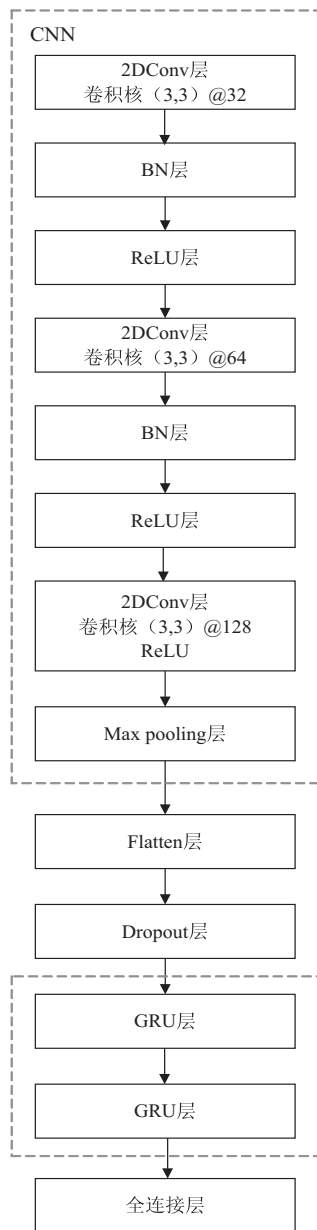 CNN
2DConv层
卷积核（3,3）@32
BN层
ReLU层
2DConv层
卷积核（3,3）@64
BN层
ReLU层
2DConv层
卷积核（3,3）@128
ReLU
Max pooling层
Flatten层
Dropout层
GRU层
GRU层
全连接层